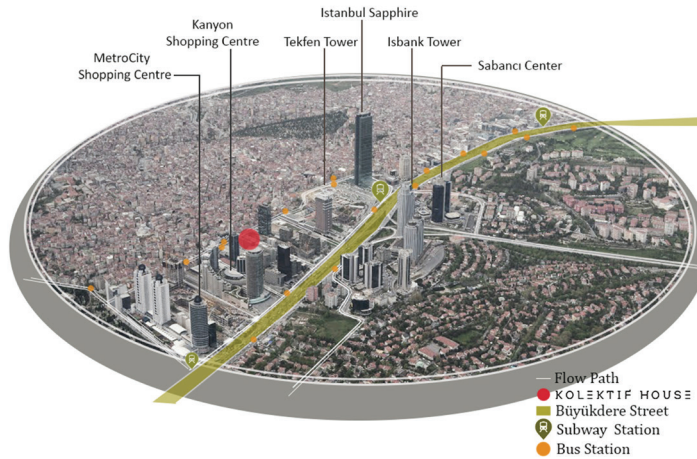 Istanbul Sapphire
Kanyon
Shopping Centre
Tekfen Tower
Isbank Tower
MetroCity
Shopping Centre
Sabancı Center
Flow Path
KOLEKTIF HOUSE
Büyükdere Street
Subway Station
Bus Station